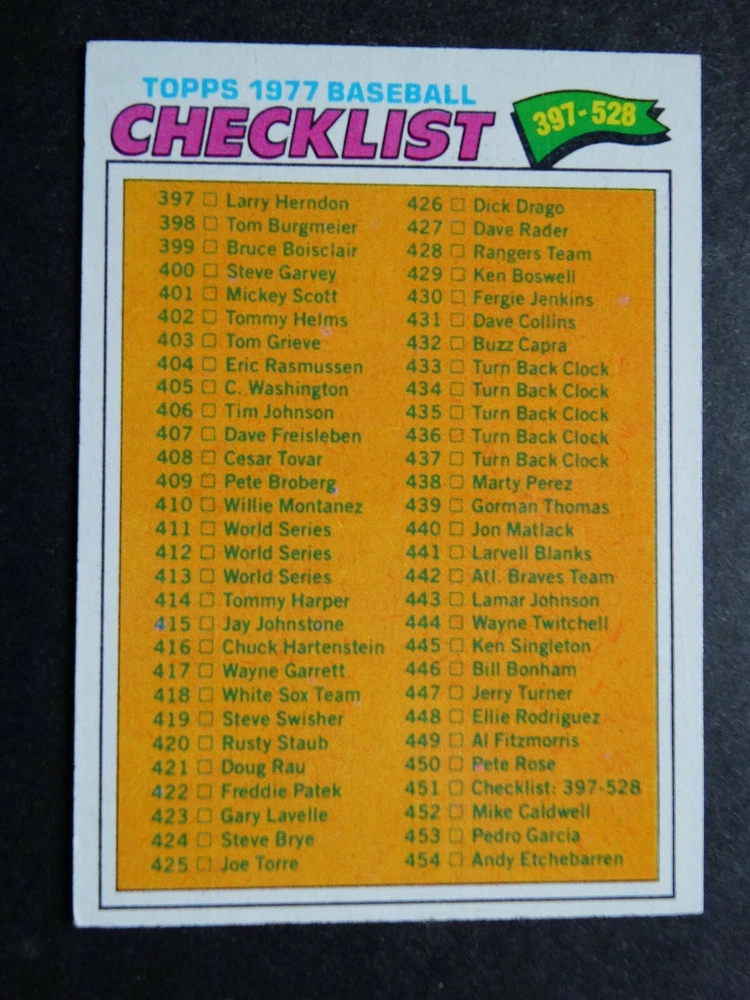 TOPPS 1977 BASEBALL
CHECKLIST
397-528
397 Larry Herndon
398 Tom Burgmeier
399 Bruce Boisclair
400 Steve Garvey
401 Mickey Scott
402 Tommy Helms
403 Tom Grieve
404 Eric Rasmussen
405 C. Washington
406 Tim Johnson
407 Dave Freisleben
408 Cesar Tovar
409 Pete Broberg
410 Willie Montanez
411 World Series
412 World Series
413 World Series
414 Tommy Harper
415 Jay Johnstone
416 Chuck Hartenstein
417 Wayne Garrett
418 White Sox Team
419 Steve Swisher
420 Rusty Staub
421 Doug Rau
422 Freddie Patek
423 Gary Lavelle
424 Steve Brye
425 Joe Torre
426 Dick Drago
427 Dave Rader
428 Rangers Team
429 Ken Boswell
430 Fergie Jenkins
431 Dave Collins
432 Buzz Capra
433 Turn Back Clock
434 Turn Back Clock
435 Turn Back Clock
436 Turn Back Clock
437 Turn Back Clock
438 Marty Perez
439 Gorman Thomas
440 Jon Matlack
441 Larvell Blanks
442 Atl. Braves Team
443 Lamar Johnson
444 Wayne Twitchell
445 Ken Singleton
446 Bill Bonham
447 Jerry Turner
448 Ellie Rodriguez
449 Al Fitzmorris
450 Pete Rose
451 Checklist: 397-528
452 Mike Caldwell
453 Pedro Garcia
454 Andy Etchebarren